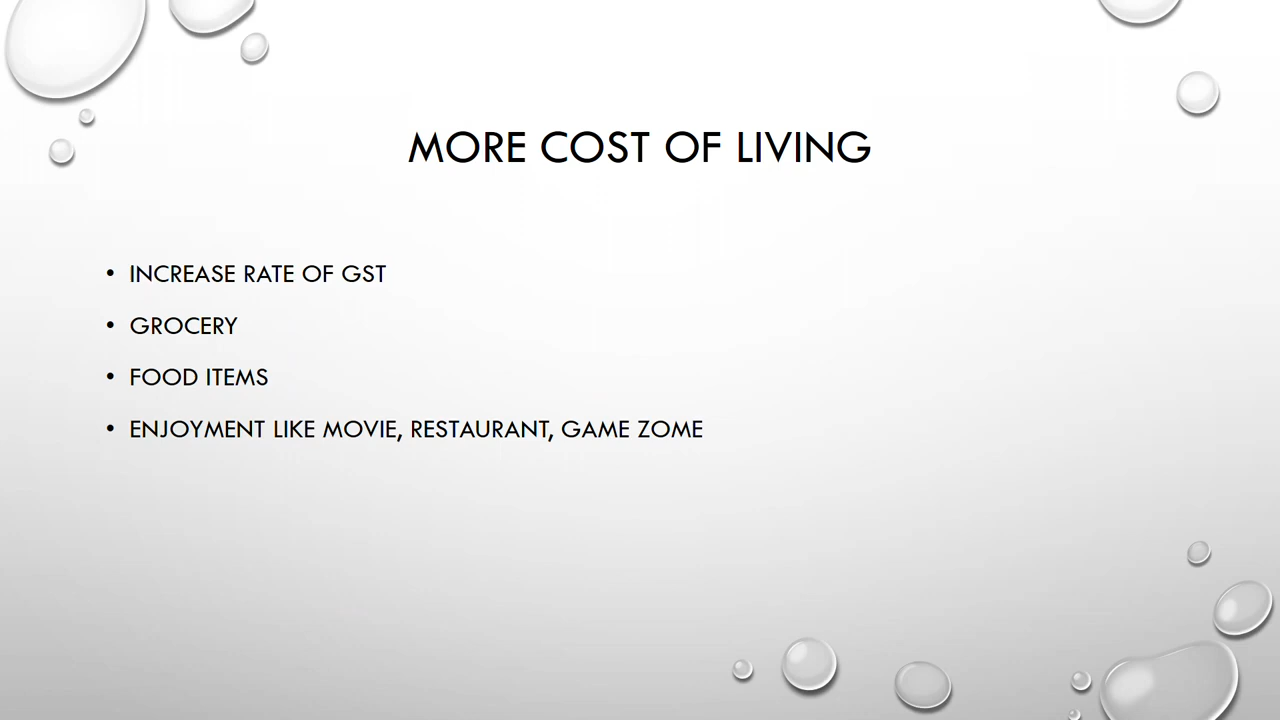 MORE COST OF LIVING
• INCREASE RATE OF GST
• GROCERY
• FOOD ITEMS
• ENJOYMENT LIKE MOVIE, RESTAURANT, GAME ZOME